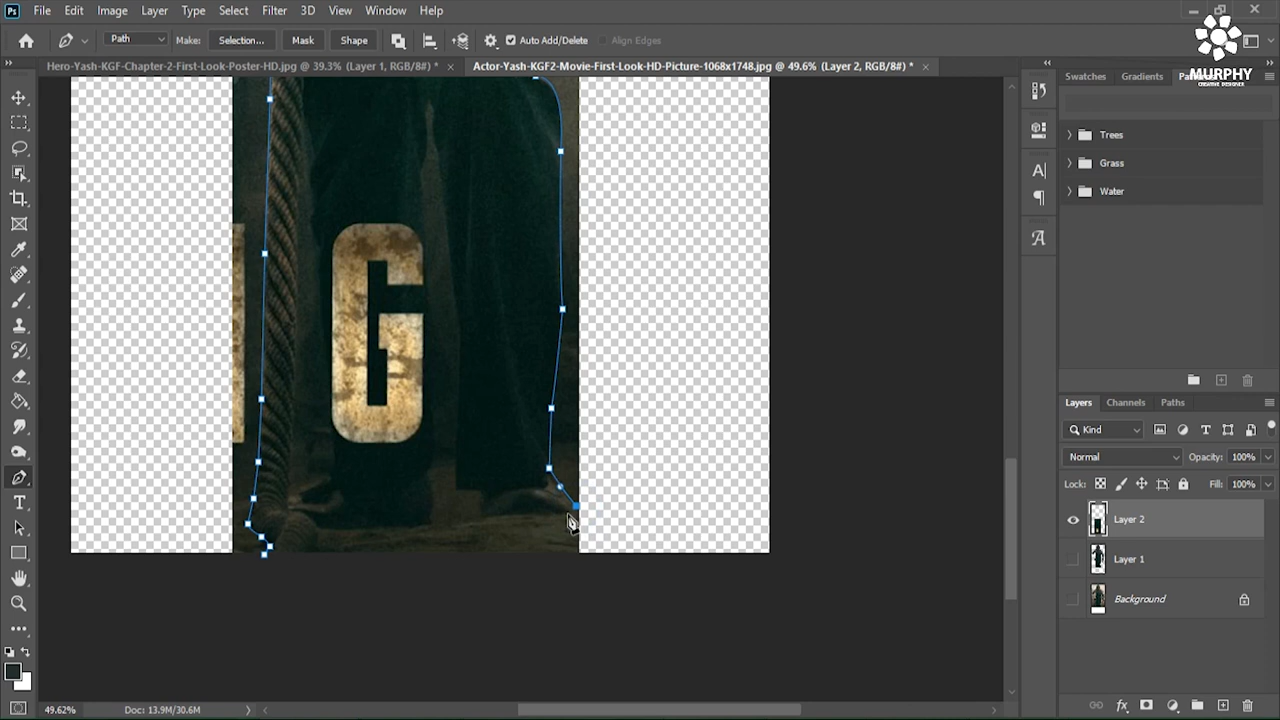 Ps File Edit Image Layer Type Select Filter 3D View Window Help
Path Make: Selection... Mask Shape Auto Add/Delete Align Edges
Hero-Yash-KGF-Chapter-2-First-Look-Poster-HD.jpg @ 39.3% (Layer 1, RGB/8#) * Actor-Yash-KGF2-Movie-First-Look-HD-Picture-1068x1748.jpg @ 49.6% (Layer 2, RGB/8#) *
MURPHY
CREATIVE DESIGNER
Swatches Gradients
Trees
Grass
Water
G
Layers Channels Paths
Kind
Normal Opacity: 100%
Lock: Fill: 100%
Layer 2
Layer 1
Background
fx
49.62% Doc: 13.9M/30.6M